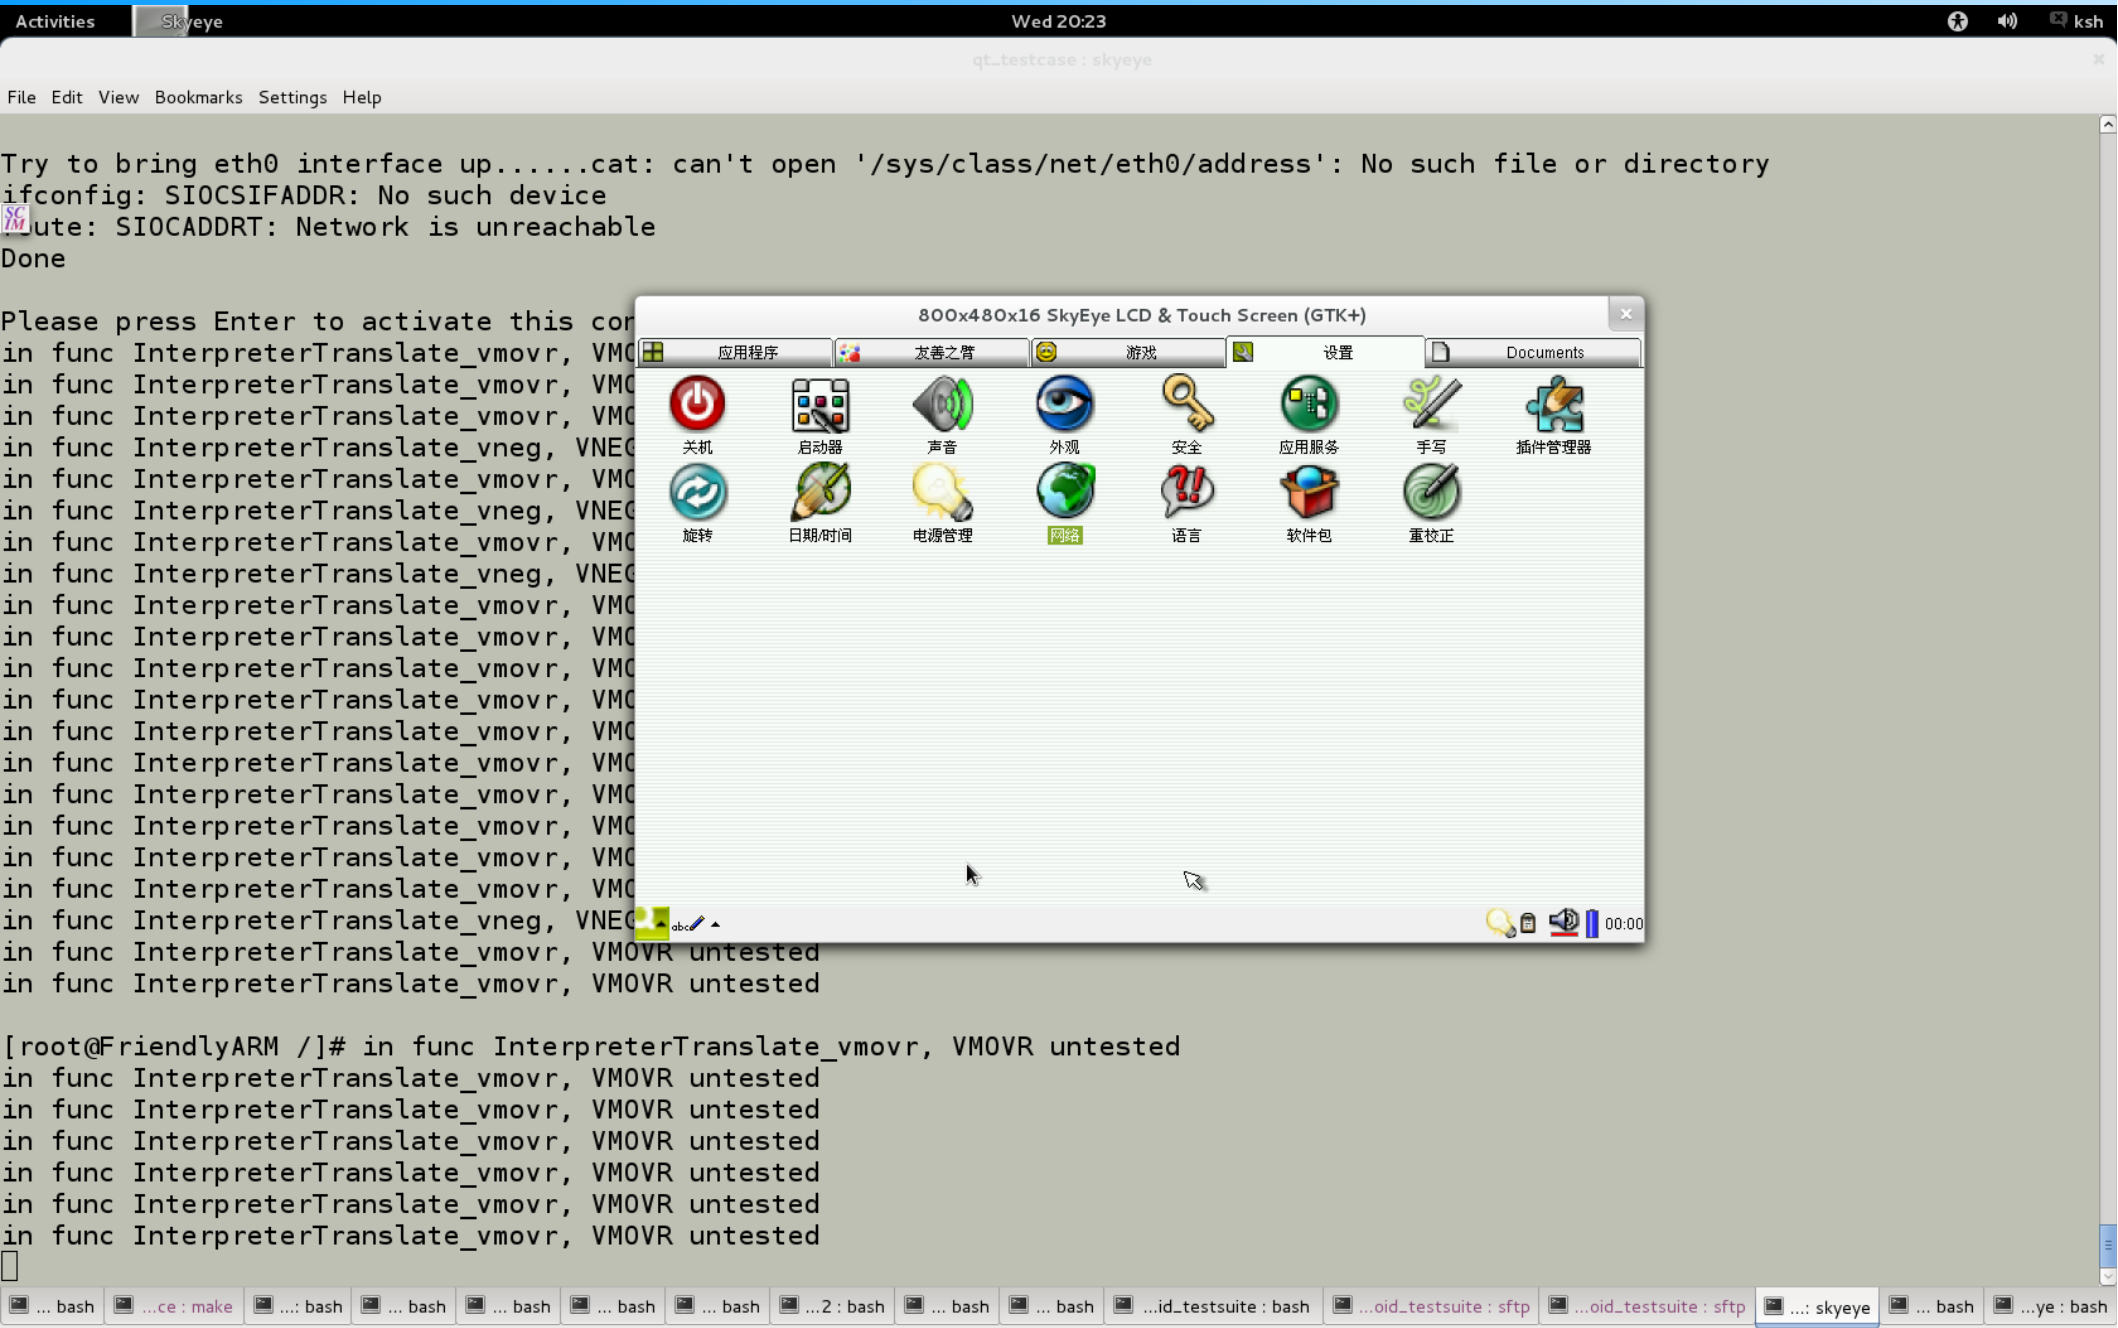 Activities
Skyeye
Wed 20:23
ksh
qt_testcase : skyeye
File Edit View Bookmarks Settings Help
Try to bring eth0 interface up......cat: can't open '/sys/class/net/eth0/address': No such file or directory
ifconfig: SIOCSIFADDR: No such device
SCIM
ute: SIOCADDRT: Network is unreachable
Done
Please press Enter to activate this cor
in func InterpreterTranslate_vmovr, VMO
in func InterpreterTranslate_vmovr, VMO
in func InterpreterTranslate_vmovr, VMO
in func InterpreterTranslate_vneg, VNEG
in func InterpreterTranslate_vmovr, VMO
in func InterpreterTranslate_vneg, VNEG
in func InterpreterTranslate_vmovr, VMO
in func InterpreterTranslate_vneg, VNEG
in func InterpreterTranslate_vmovr, VMO
in func InterpreterTranslate_vmovr, VMO
in func InterpreterTranslate_vmovr, VMO
in func InterpreterTranslate_vmovr, VMO
in func InterpreterTranslate_vmovr, VMO
in func InterpreterTranslate_vmovr, VMO
in func InterpreterTranslate_vmovr, VMO
in func InterpreterTranslate_vmovr, VMO
in func InterpreterTranslate_vmovr, VMO
in func InterpreterTranslate_vmovr, VMO
in func InterpreterTranslate_vneg, VNEG
in func InterpreterTranslate_vmovr, VMOVR untested
in func InterpreterTranslate_vmovr, VMOVR untested
[root@FriendlyARM /]# in func InterpreterTranslate_vmovr, VMOVR untested
in func InterpreterTranslate_vmovr, VMOVR untested
in func InterpreterTranslate_vmovr, VMOVR untested
in func InterpreterTranslate_vmovr, VMOVR untested
in func InterpreterTranslate_vmovr, VMOVR untested
in func InterpreterTranslate_vmovr, VMOVR untested
in func InterpreterTranslate_vmovr, VMOVR untested
800x480x16 SkyEye LCD & Touch Screen (GTK+)
应用程序 友善之臂 游戏 设置 Documents
关机 启动器 声音 外观 安全 应用服务 手写 插件管理器
旋转 日期/时间 电源管理 网络 语言 软件包 重校正
abc
00:00
... bash ...ce : make ...: bash ... bash ... bash ... bash ... bash ...2 : bash ... bash ... bash ...id_testsuite : bash ...oid_testsuite : sftp ...oid_testsuite : sftp ...: skyeye ... bash ...ye : bash